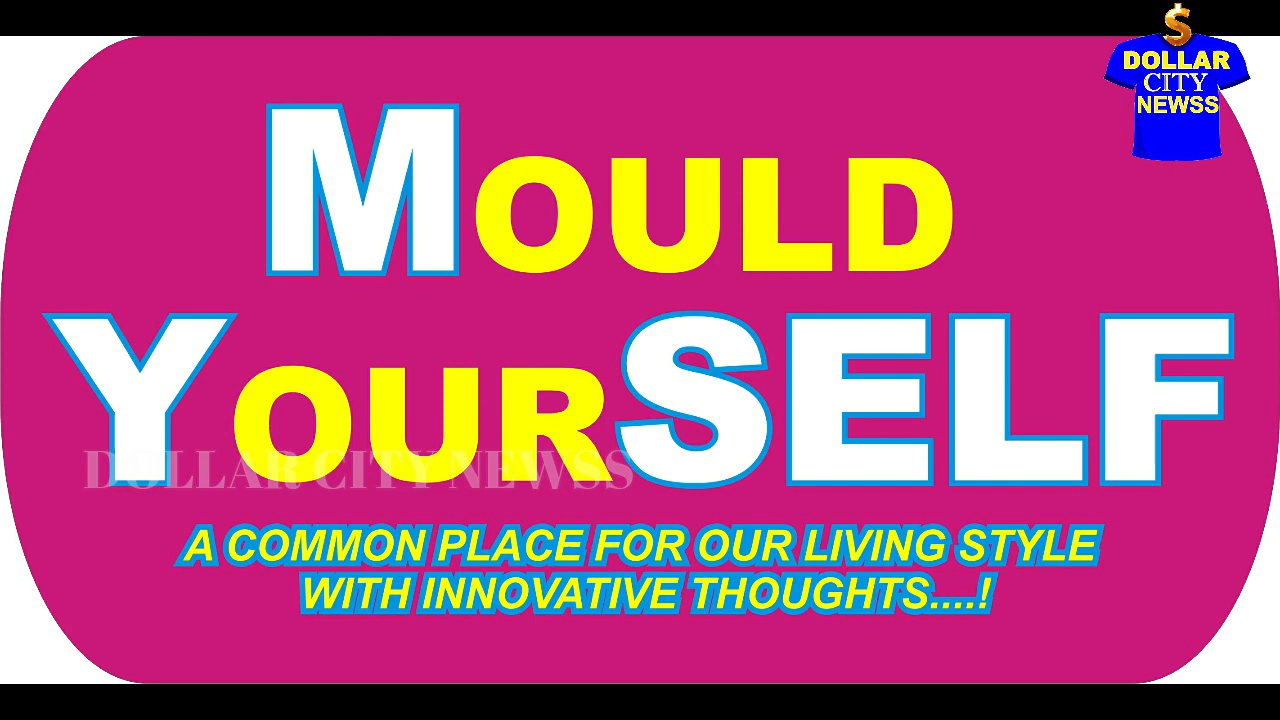 $
DOLLAR
CITY
NEWSS
MOULD
YOURSELF
DOLLAR CITY NEWSS
A COMMON PLACE FOR OUR LIVING STYLE
WITH INNOVATIVE THOUGHTS....!